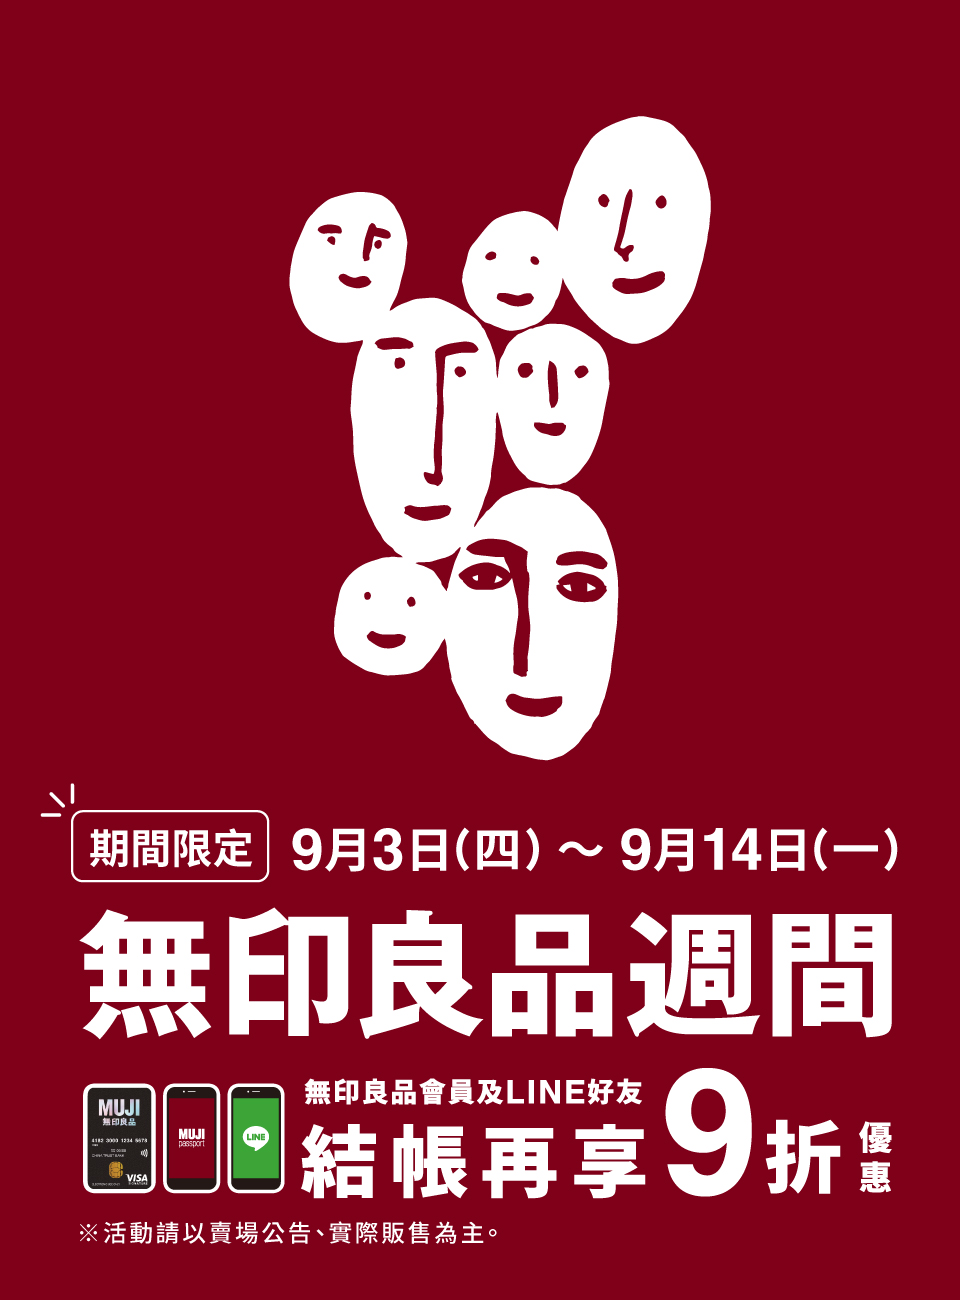 期間限定 9月3日(四)～9月14日(一)
無印良品週間
無印良品會員及LINE好友
結帳再享9折優惠
MUJI
無印良品
4182 3000 1234 5678
VISA
MUJI
passport
LINE
※活動請以賣場公告、實際販售為主。